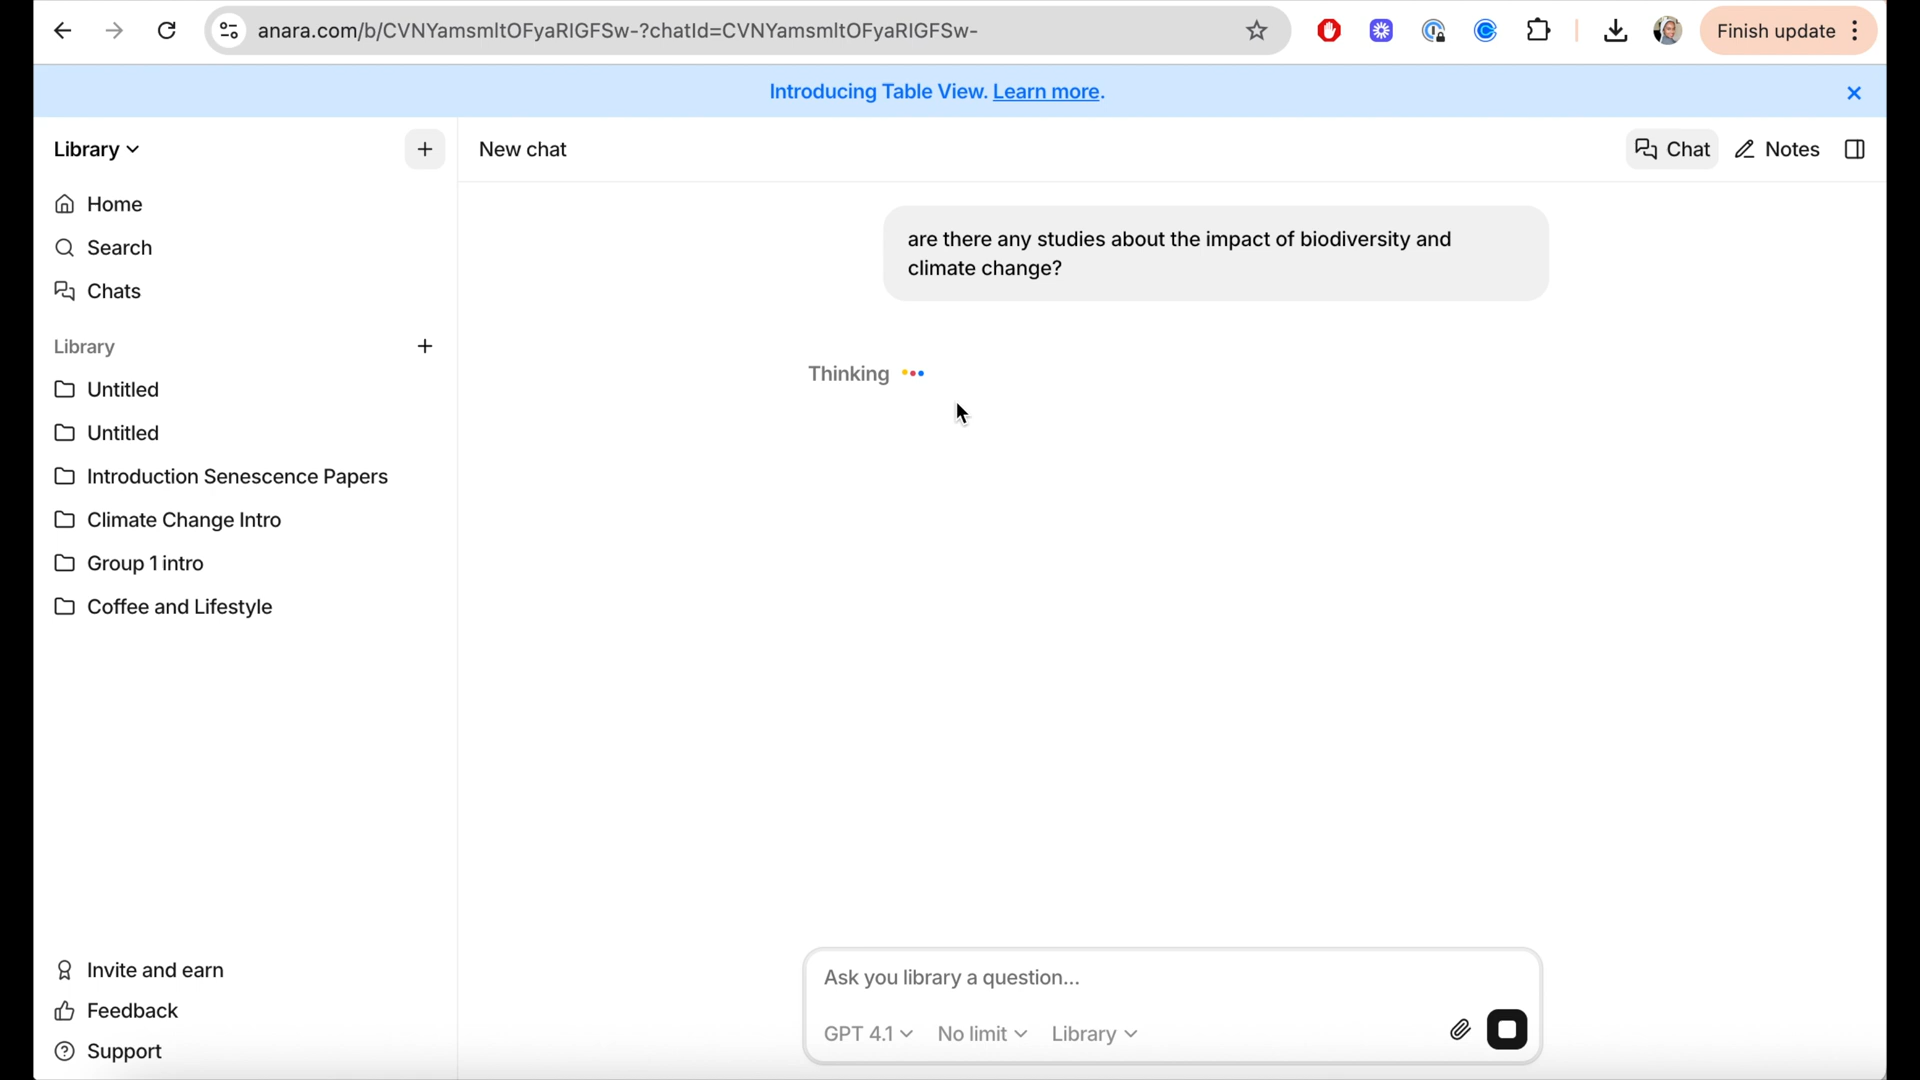 anara.com/b/CVNYamsmltOFyaRlGFSw-?chatId=CVNYamsmltOFyaRlGFSw-
Finish update
Introducing Table View. Learn more.
Library
New chat
Chat
Notes
Home
Search
Chats
are there any studies about the impact of biodiversity and
climate change?
Thinking
Library
Untitled
Untitled
Introduction Senescence Papers
Climate Change Intro
Group 1 intro
Coffee and Lifestyle
Invite and earn
Feedback
Support
Ask you library a question...
GPT 4.1
No limit
Library